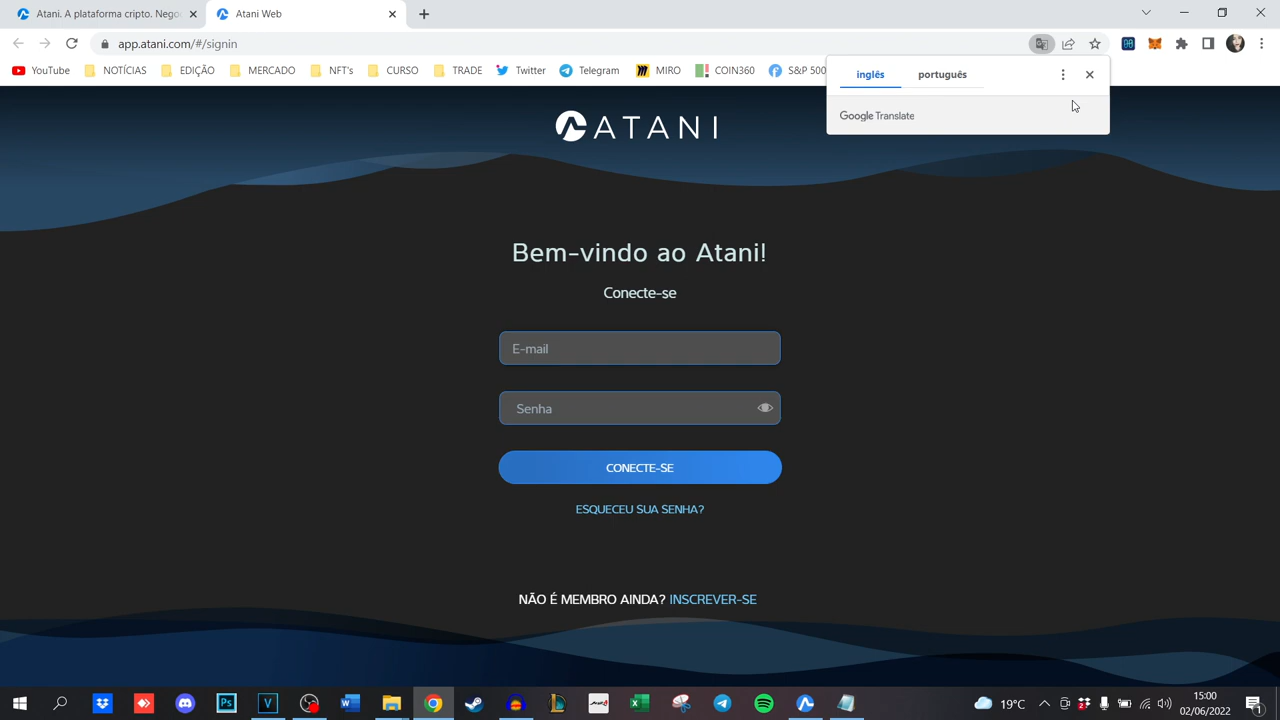 Atani. A plataforma cripto. Nego
Atani Web
app.atani.com/#/signin
YouTube NOTÍCIAS EDIÇÃO MERCADO NFT's CURSO TRADE Twitter Telegram MIRO COIN360 S&P 500
inglês português
Google Translate
ATANI
Bem-vindo ao Atani!
Conecte-se
E-mail
Senha
CONECTE-SE
ESQUECEU SUA SENHA?
NÃO É MEMBRO AINDA? INSCREVER-SE
19°C
15:00
02/06/2022